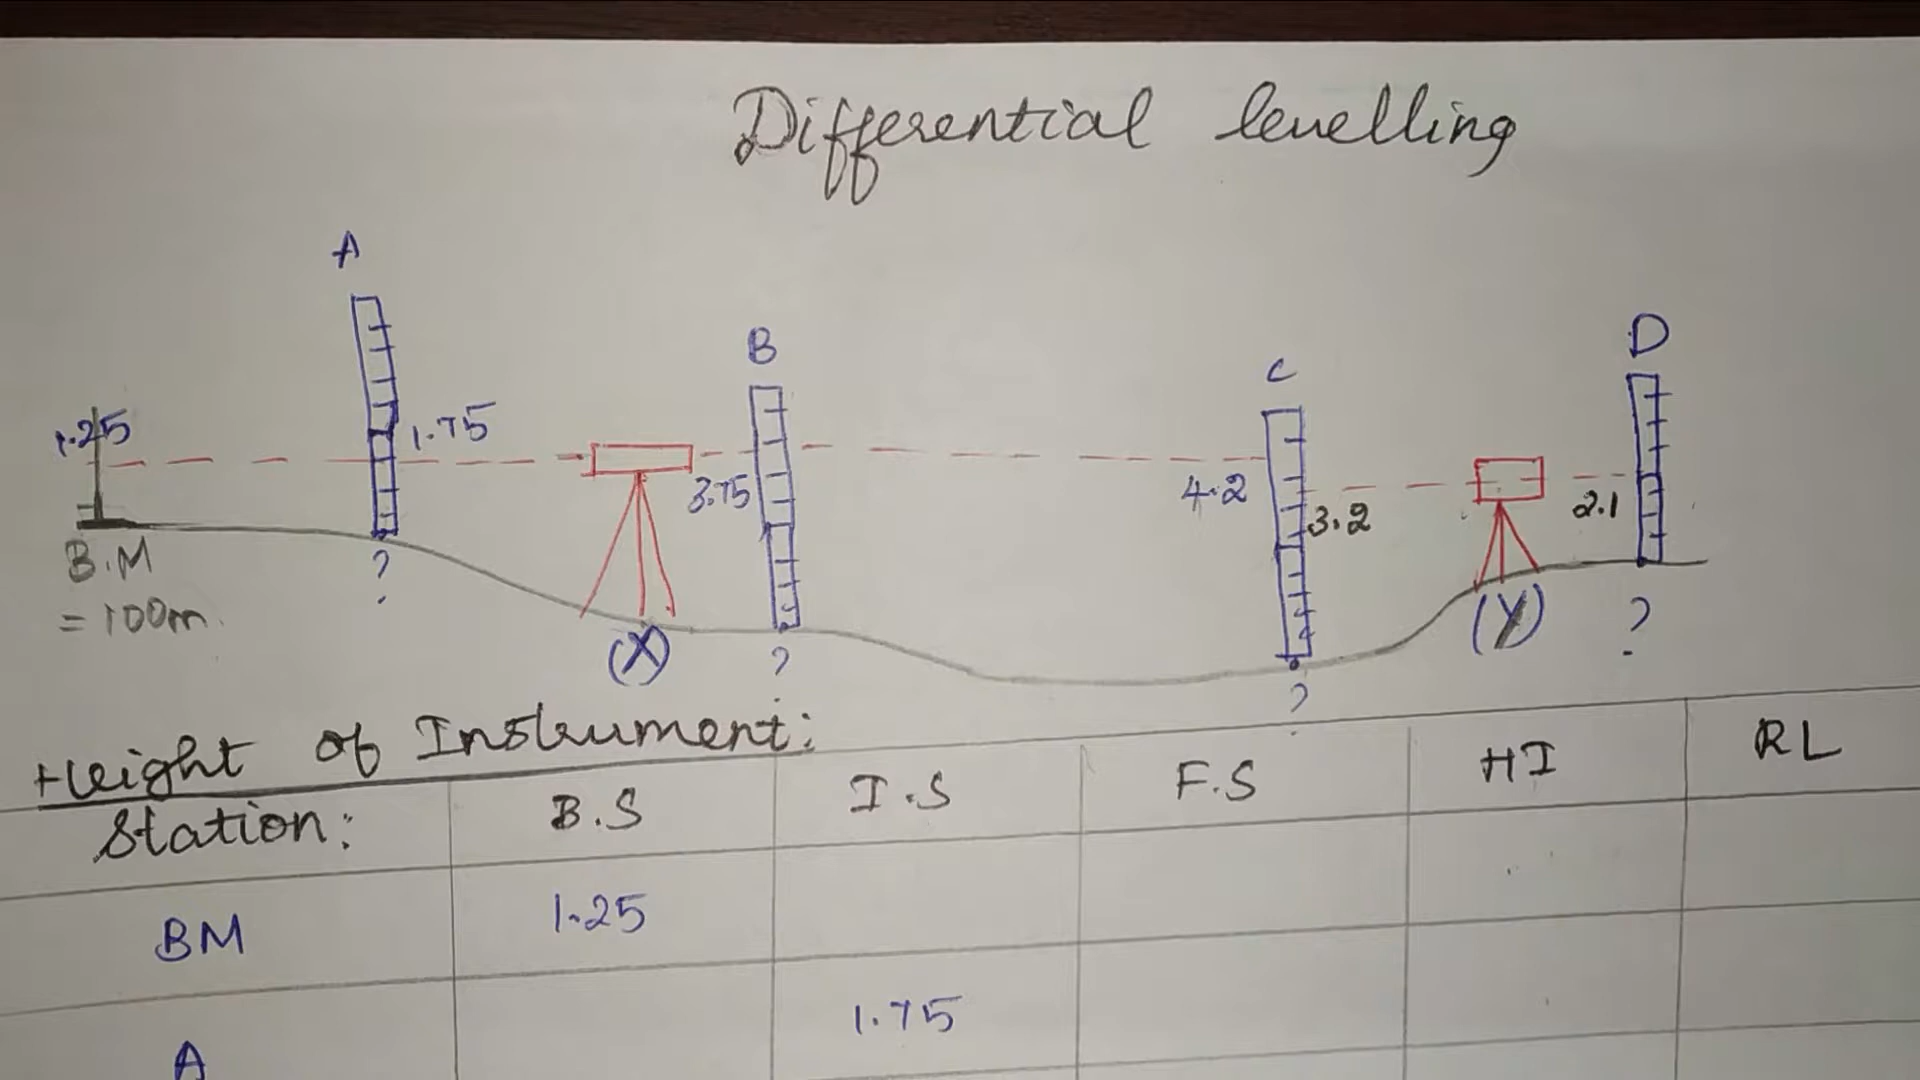 Differential levelling
A
B
C
D
1.25
1.75
3.75
4.2
3.2
2.1
B.M
= 100m.
?
(X)
?
?
(Y)
?
Height of Instrument:
Station: B.S I.S F.S HI RL
BM 1.25
A 1.75